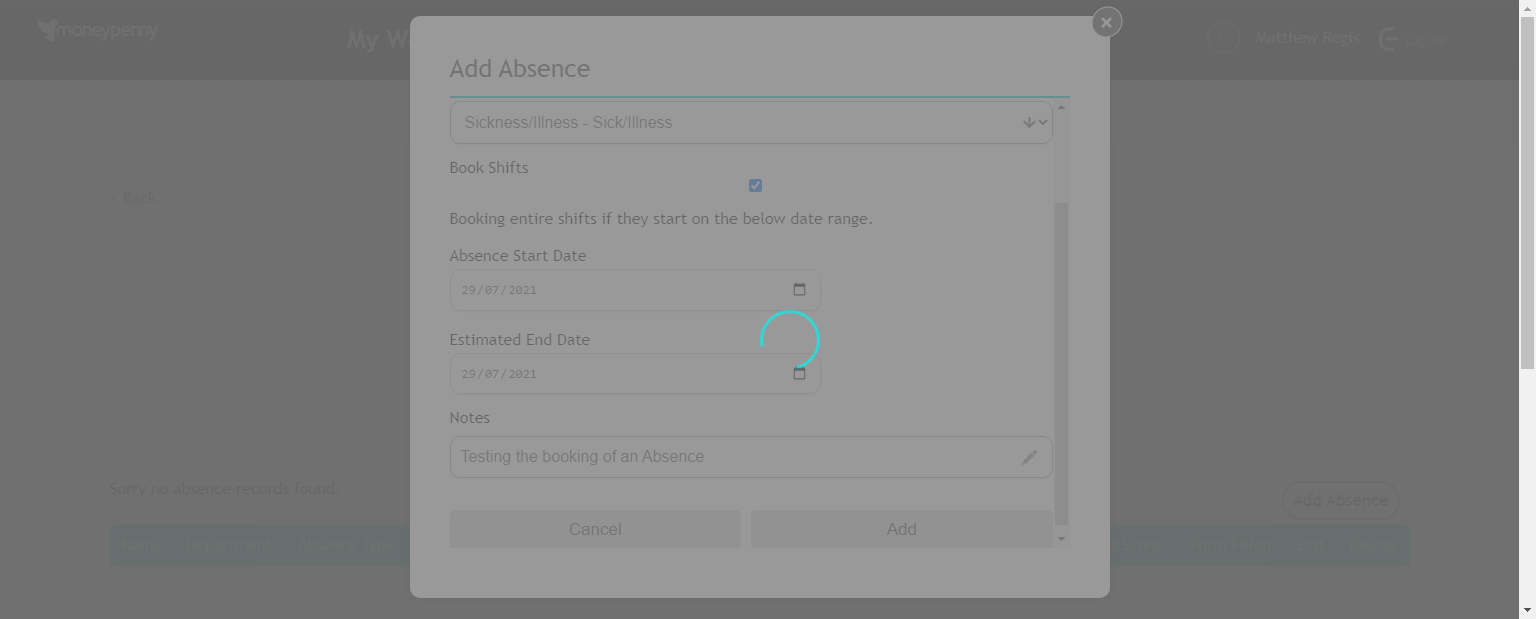 moneypenny
My W
Matthew Regis
Log out
Add Absence
Sickness/Illness - Sick/Illness
Book Shifts
< Back
Booking entire shifts if they start on the below date range.
Absence Start Date
29/07/2021
Estimated End Date
29/07/2021
Notes
Testing the booking of an Absence
Sorry no absence records found.
Add Absence
Cancel
Add
Name Department Absence Type Score Form Filled Edit Delete